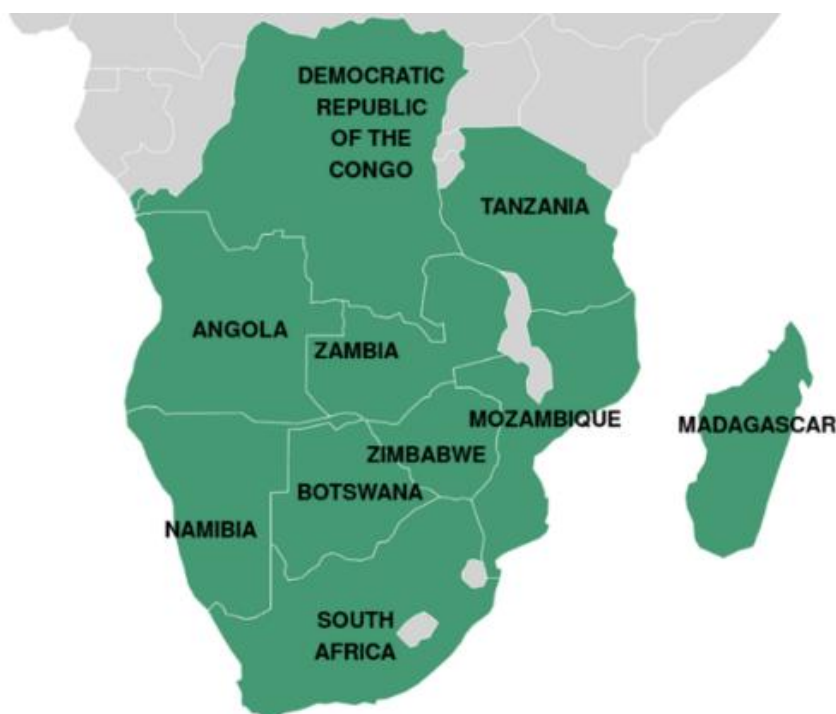 DEMOCRATIC
REPUBLIC
OF THE
CONGO
TANZANIA
ANGOLA
ZAMBIA
MOZAMBIQUE
MADAGASCAR
ZIMBABWE
BOTSWANA
NAMIBIA
SOUTH
AFRICA